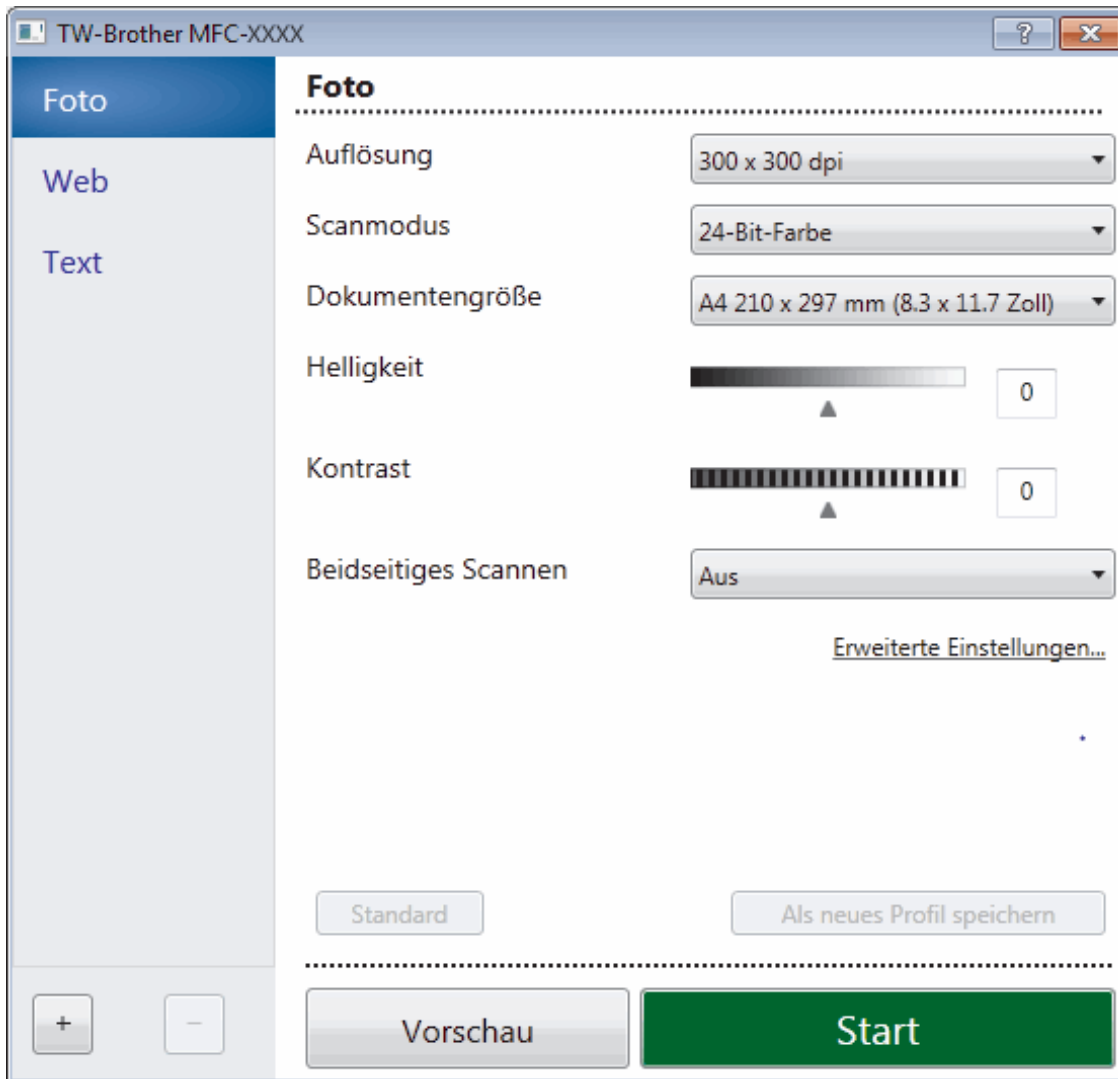 TW-Brother MFC-XXXX
Foto
Web
Text
Foto
Auflösung
300 x 300 dpi
Scanmodus
24-Bit-Farbe
Dokumentengröße
A4 210 x 297 mm (8.3 x 11.7 Zoll)
Helligkeit
0
Kontrast
0
Beidseitiges Scannen
Aus
Erweiterte Einstellungen...
Standard
Als neues Profil speichern
+
−
Vorschau
Start